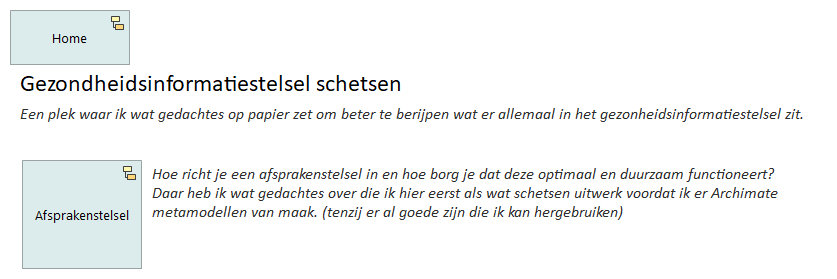 Home
Gezondheidsinformatiestelsel schetsen
Een plek waar ik wat gedachtes op papier zet om beter te berijpen wat er allemaal in het gezonheidsinformatiestelsel zit.
Afsprakenstelsel
Hoe richt je een afsprakenstelsel in en hoe borg je dat deze optimaal en duurzaam functioneert?
Daar heb ik wat gedachtes over die ik hier eerst als wat schetsen uitwerk voordat ik er Archimate
metamodellen van maak. (tenzij er al goede zijn die ik kan hergebruiken)